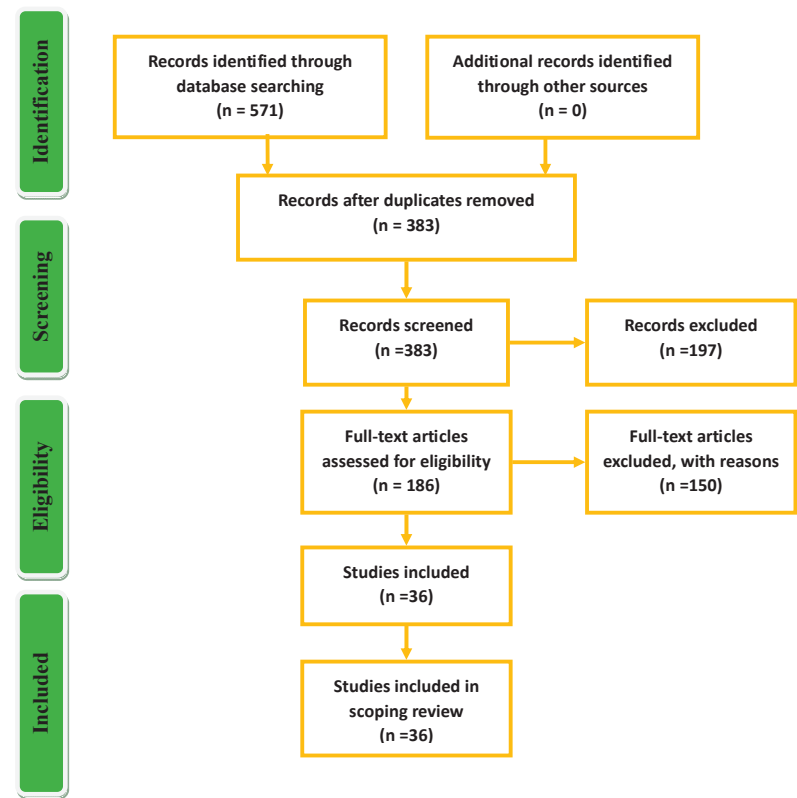 Identification
Records identified through
database searching
(n = 571)
Additional records identified
through other sources
(n = 0)
Records after duplicates removed
(n = 383)
Screening
Records screened
(n =383)
Records excluded
(n =197)
Eligibility
Full-text articles
assessed for eligibility
(n = 186)
Full-text articles
excluded, with reasons
(n =150)
Studies included
(n =36)
Included
Studies included in
scoping review
(n =36)